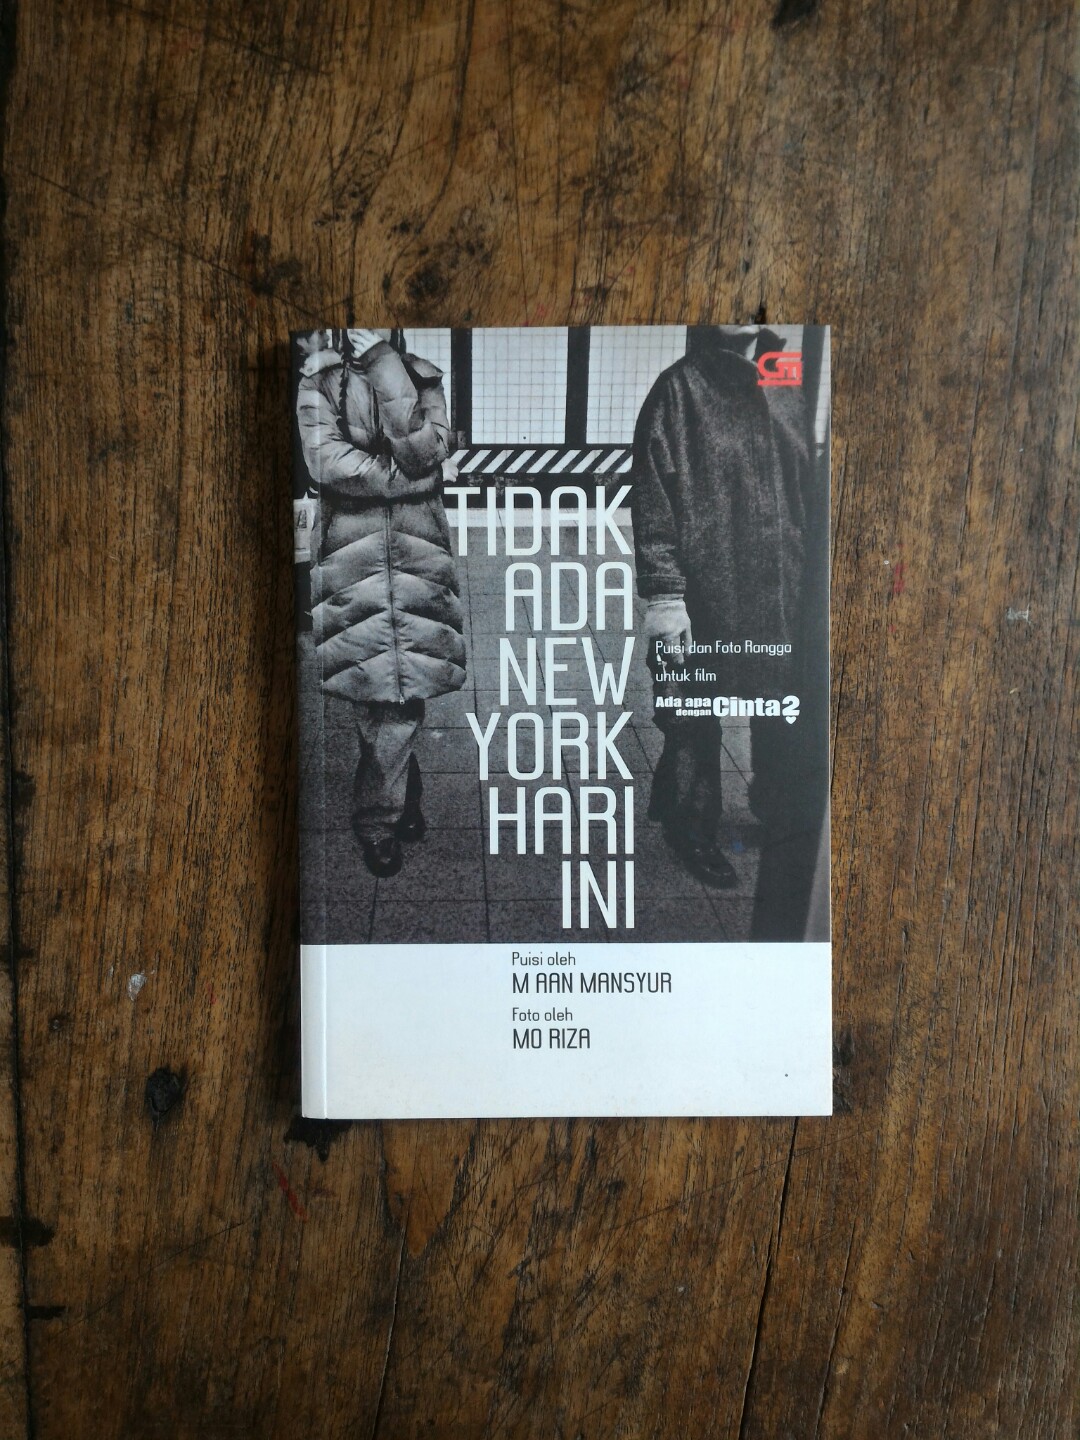 TIDAK
ADA
NEW
YORK
HARI
INI
Puisi dan Foto Rangga
untuk film
Ada apa
dengan Cinta2
Puisi oleh
M AAN MANSYUR
Foto oleh
MO RIZA